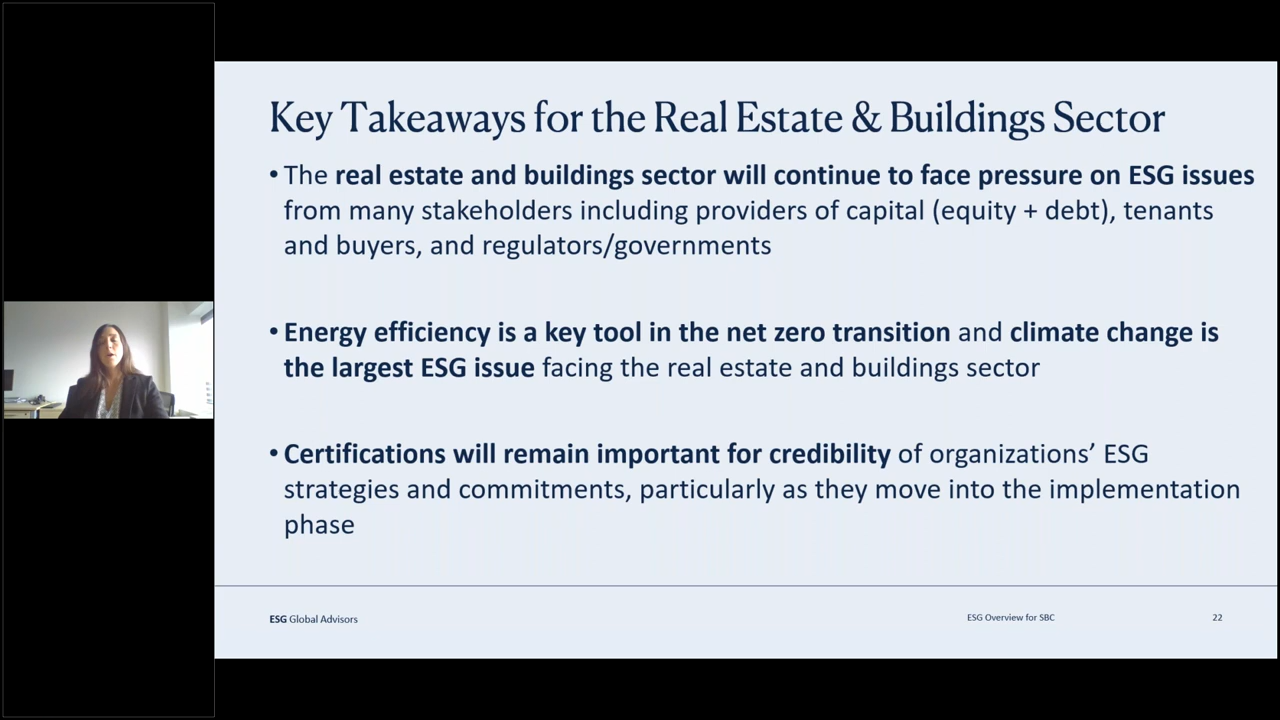 Key Takeaways for the Real Estate & Buildings Sector
• The real estate and buildings sector will continue to face pressure on ESG issues
from many stakeholders including providers of capital (equity + debt), tenants
and buyers, and regulators/governments
• Energy efficiency is a key tool in the net zero transition and climate change is
the largest ESG issue facing the real estate and buildings sector
• Certifications will remain important for credibility of organizations’ ESG
strategies and commitments, particularly as they move into the implementation
phase
ESG Global Advisors
ESG Overview for SBC
22